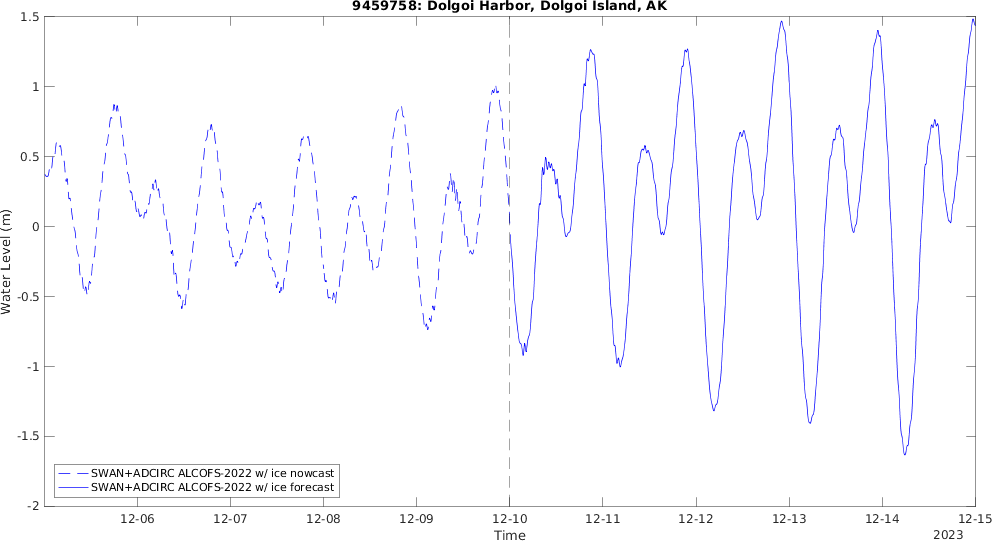 9459758: Dolgoi Harbor, Dolgoi Island, AK
Water Level (m)
1.5
1
0.5
0
-0.5
-1
-1.5
-2
SWAN+ADCIRC ALCOFS-2022 w/ ice nowcast
SWAN+ADCIRC ALCOFS-2022 w/ ice forecast
12-06 12-07 12-08 12-09 12-10 12-11 12-12 12-13 12-14 12-15
Time
2023